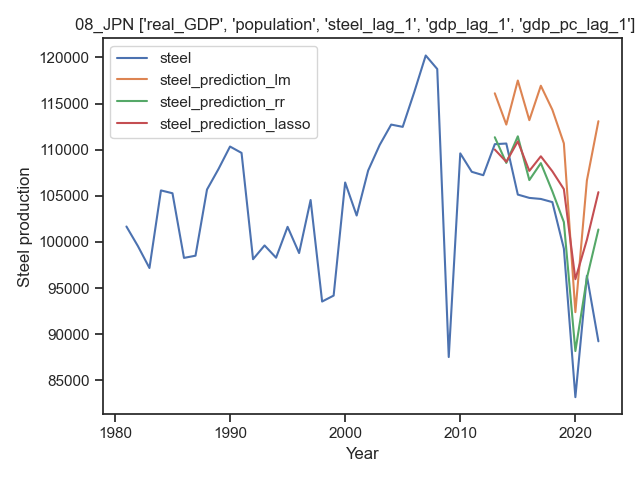 08_JPN ['real_GDP', 'population', 'steel_lag_1', 'gdp_lag_1', 'gdp_pc_lag_1']
steel
steel_prediction_lm
steel_prediction_rr
steel_prediction_lasso
120000
115000
110000
105000
100000
95000
90000
85000
Steel production
1980
1990
2000
2010
2020
Year